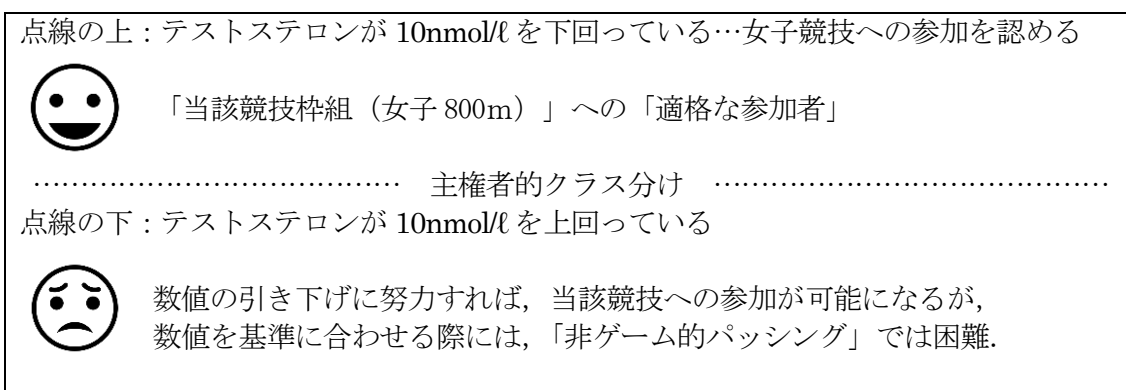 点線の上：テストステロンが 10nmol/ℓ を下回っている…女子競技への参加を認める
「当該競技枠組（女子 800m）」への「適格な参加者」
………………………………… 主権者的クラス分け ……………………………………
点線の下：テストステロンが 10nmol/ℓ を上回っている
数値の引き下げに努力すれば，当該競技への参加が可能になるが，
数値を基準に合わせる際には，「非ゲーム的パッシング」では困難．